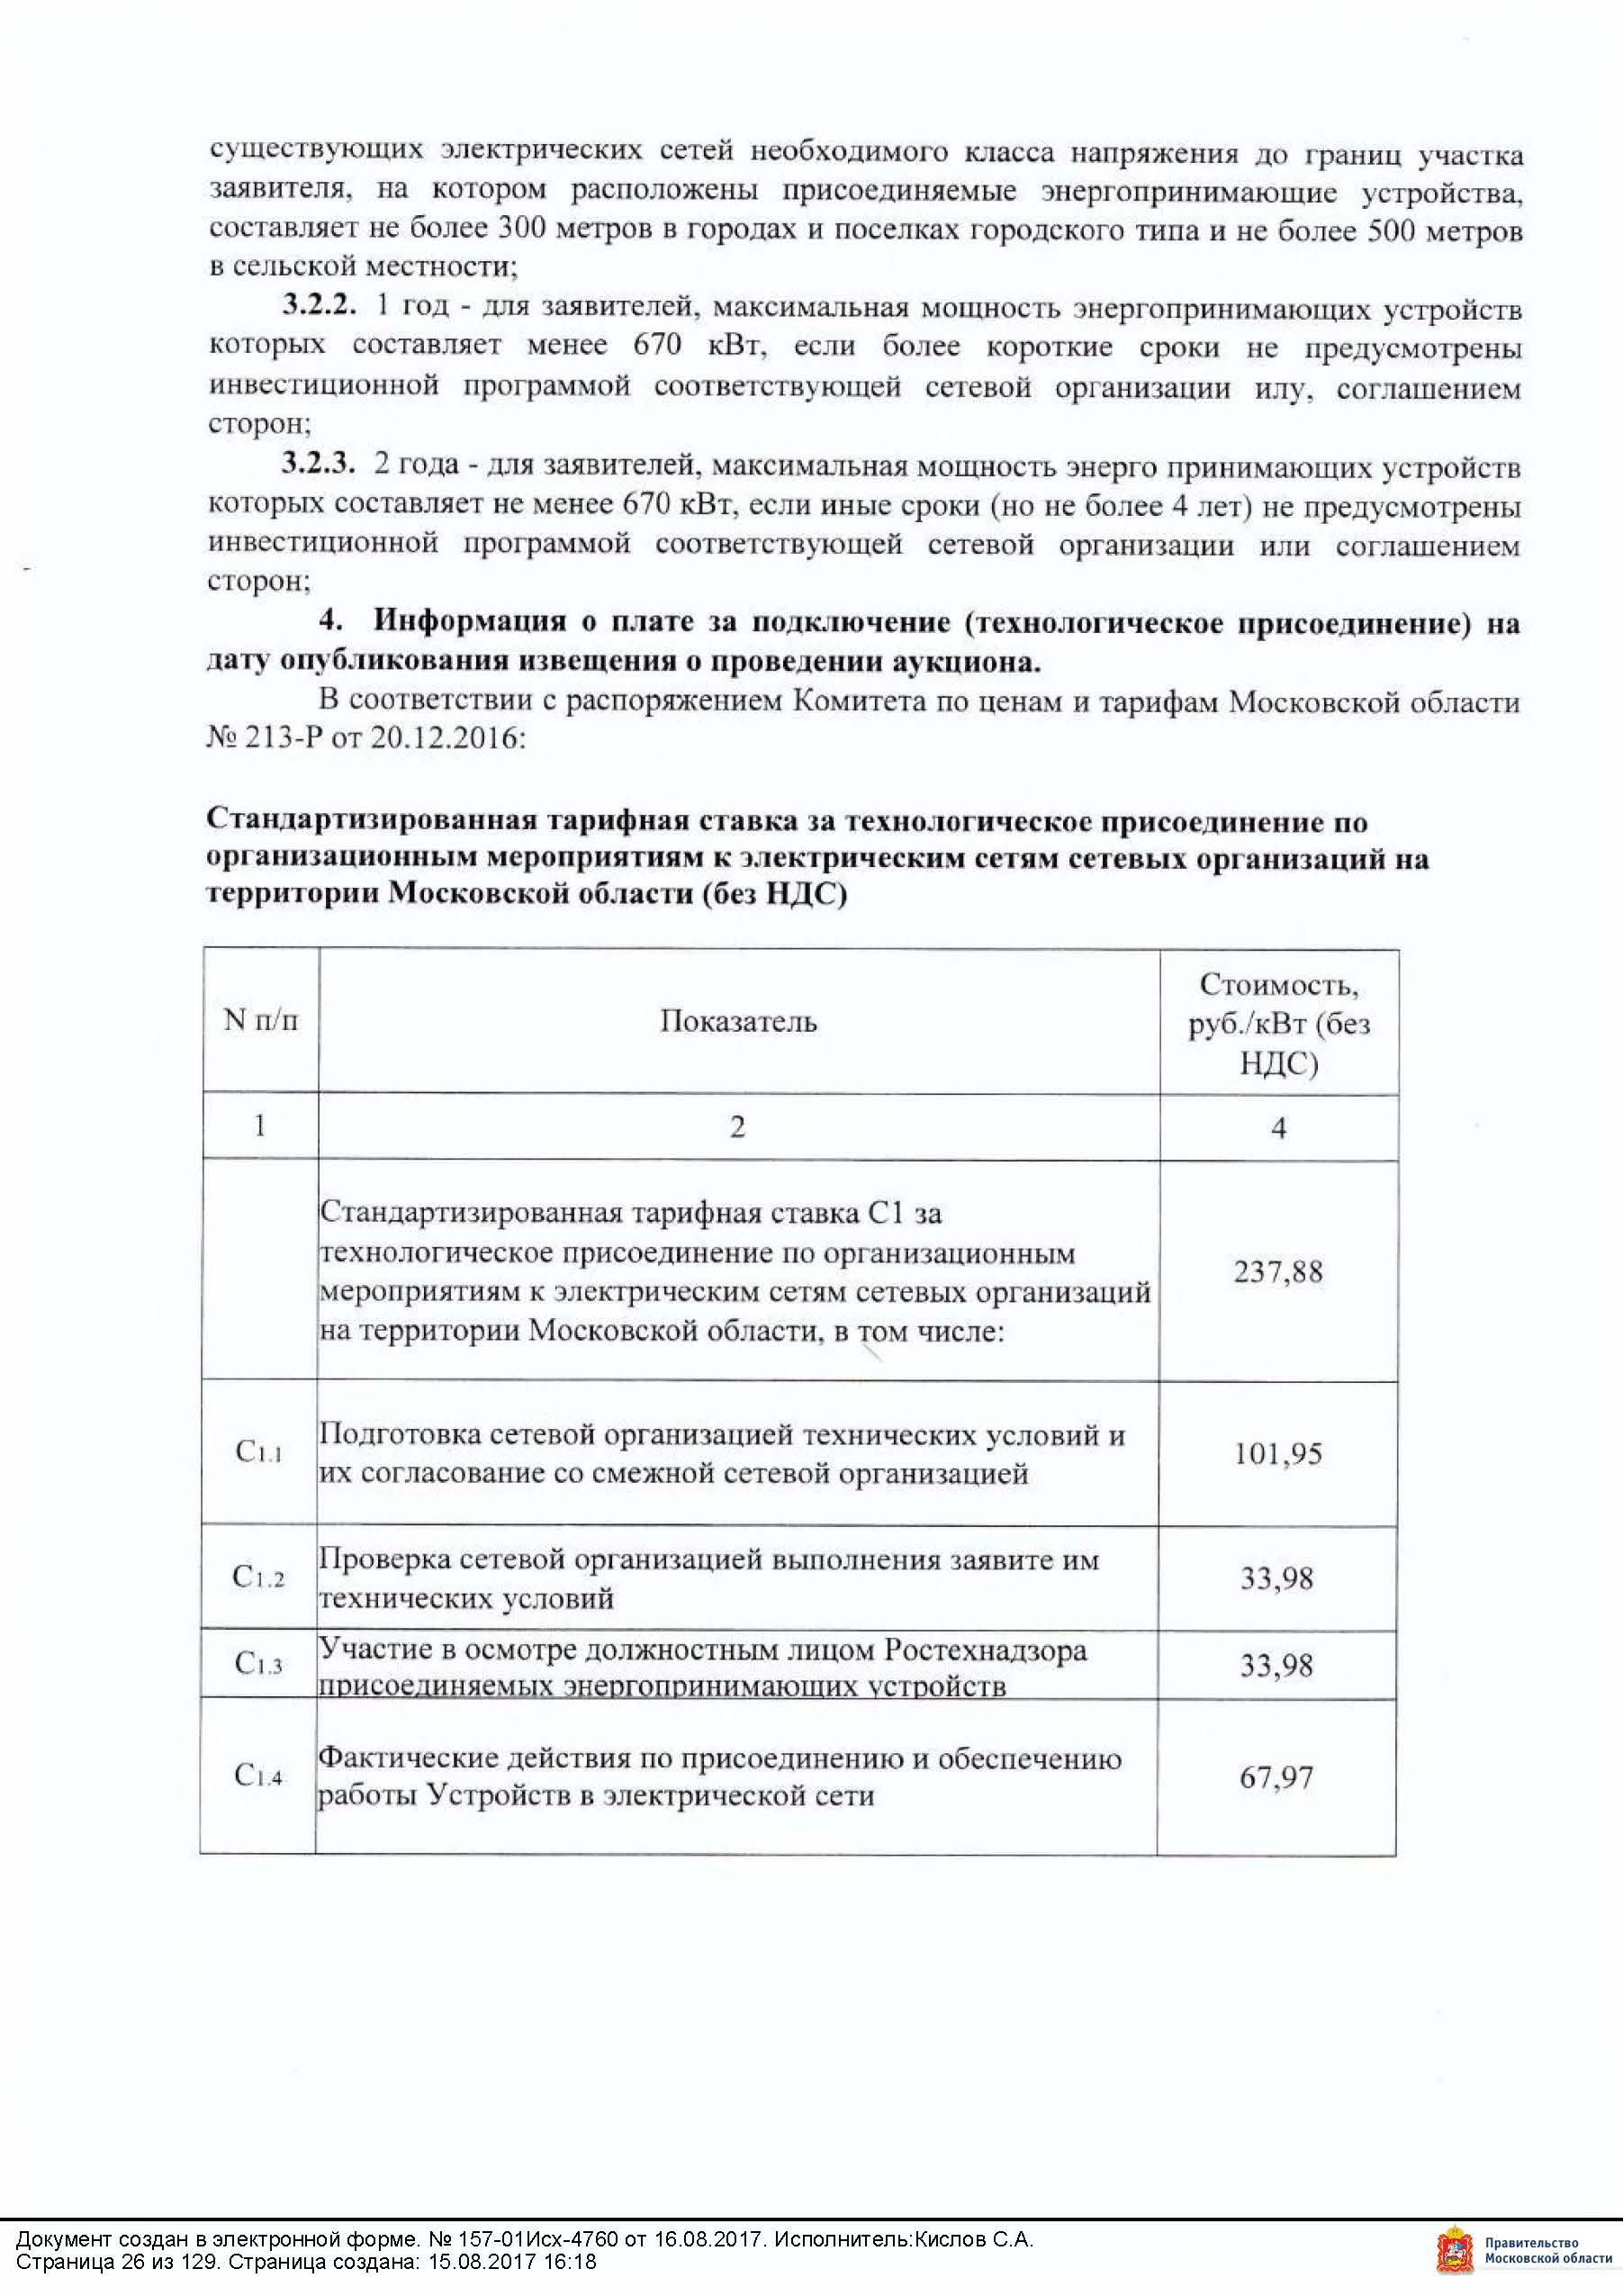 существующих электрических сетей необходимого класса напряжения до границ участка
заявителя, на котором расположены присоединяемые энергопринимающие устройства,
составляет не более 300 метров в городах и поселках городского типа и не более 500 метров
в сельской местности;
3.2.2. 1 год - для заявителей, максимальная мощность энергопринимающих устройств
которых составляет менее 670 кВт, если более короткие сроки не предусмотрены
инвестиционной программой соответствующей сетевой организации илу, соглашением
сторон;
3.2.3. 2 года - для заявителей, максимальная мощность энерго принимающих устройств
которых составляет не менее 670 кВт, если иные сроки (но не более 4 лет) не предусмотрены
инвестиционной программой соответствующей сетевой организации или соглашением
сторон;
4. Информация о плате за подключение (технологическое присоединение) на
дату опубликования извещения о проведении аукциона.
В соответствии с распоряжением Комитета по ценам и тарифам Московской области
№ 213-Р от 20.12.2016:
Стандартизированная тарифная ставка за технологическое присоединение по
организационным мероприятиям к электрическим сетям сетевых организаций на
территории Московской области (без НДС)
N п/п
Показатель
Стоимость,
руб./кВт (без
НДС)
1
2
4
Стандартизированная тарифная ставка С1 за
технологическое присоединение по организационным
мероприятиям к электрическим сетям сетевых организаций
на территории Московской области, в том числе:
237,88
С1.1
Подготовка сетевой организацией технических условий и
их согласование со смежной сетевой организацией
101,95
С1.2
Проверка сетевой организацией выполнения заявите им
технических условий
33,98
С1.3
Участие в осмотре должностным лицом Ростехнадзора
присоединяемых энергопринимающих устройств
33,98
С1.4
Фактические действия по присоединению и обеспечению
работы Устройств в электрической сети
67,97
Документ создан в электронной форме. № 157-01Исх-4760 от 16.08.2017. Исполнитель:Кислов С.А.
Страница 26 из 129. Страница создана: 15.08.2017 16:18
Правительство
Московской области